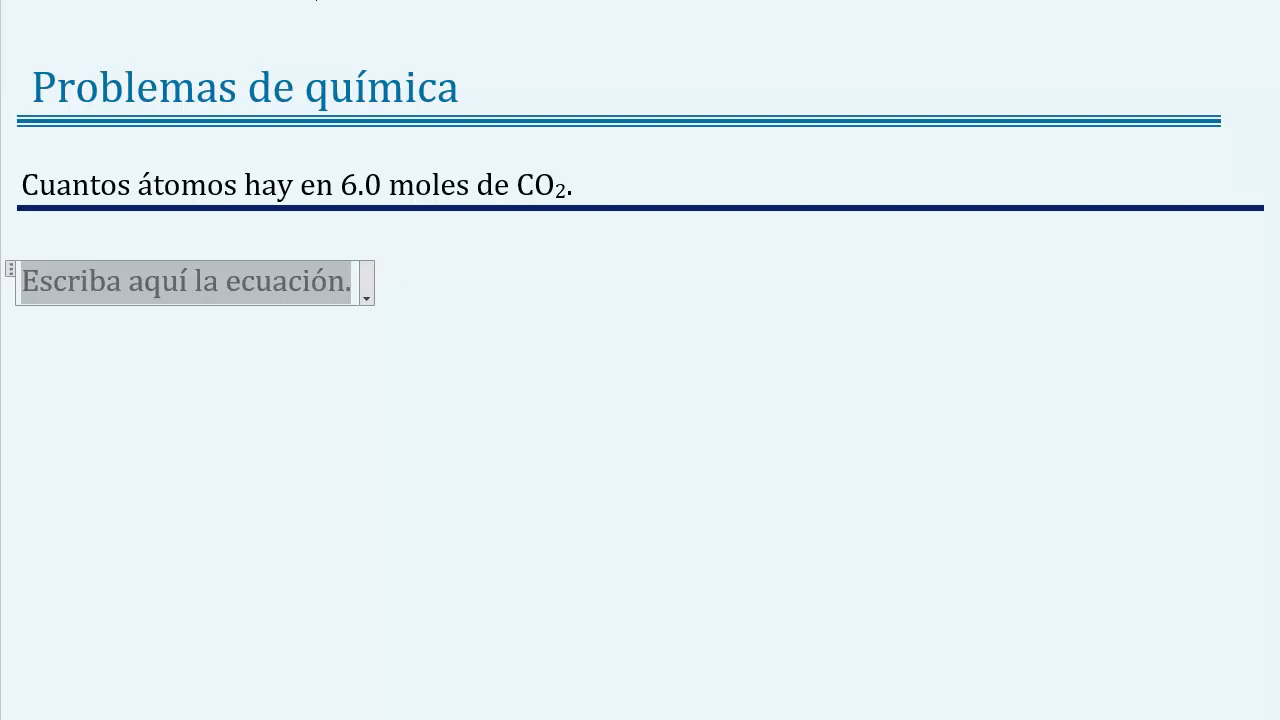 Problemas de química
Cuantos átomos hay en 6.0 moles de CO₂.
Escriba aquí la ecuación.